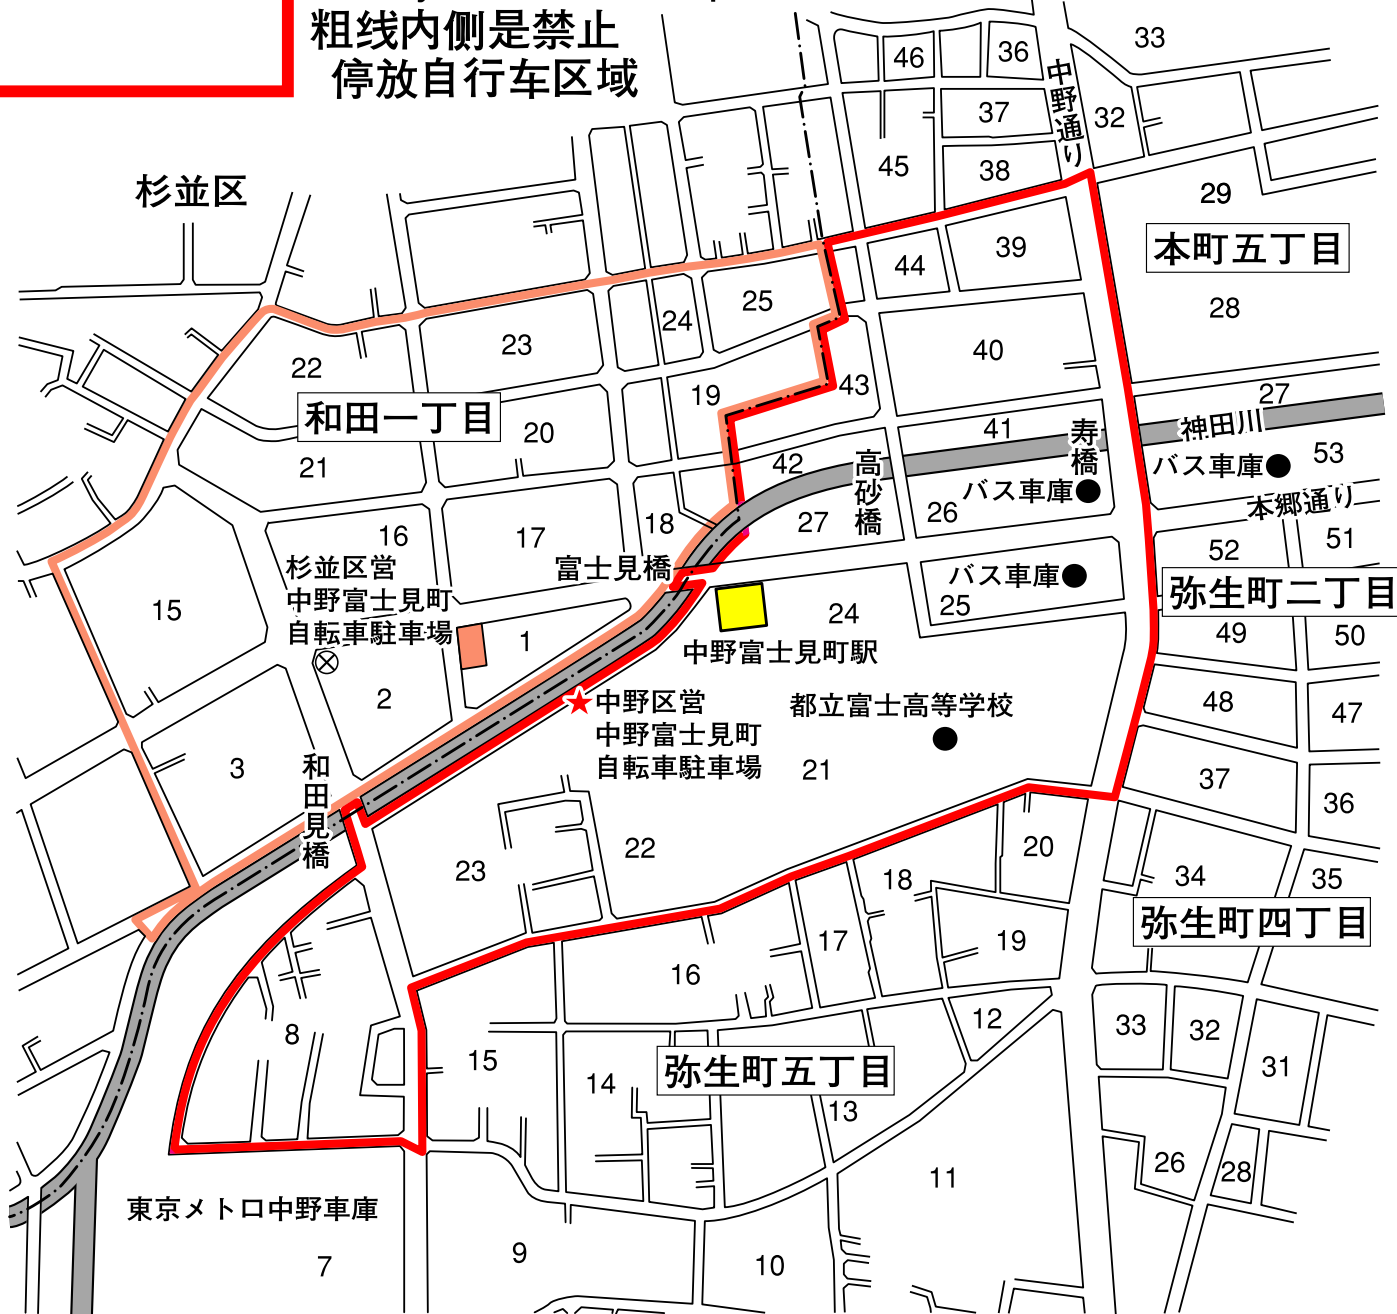 粗线内侧是禁止
停放自行车区域
33
46
36
中野通り
37
32
45
38
杉並区
29
本町五丁目
39
44
25
28
24
23
40
22
43
19
27
和田一丁目
20
41
神田川
寿橋
21
42
高砂橋
バス車庫
53
バス車庫
本郷通り
16
17
18
27
26
51
52
富士見橋
杉並区営
中野富士見町
自転車駐車場
バス車庫
弥生町二丁目
15
1
24
25
49
50
中野富士見町駅
2
中野区営
中野富士見町
自転車駐車場
都立富士高等学校
48
47
3
和田見橋
21
37
36
23
22
20
18
34
35
弥生町四丁目
17
19
16
8
12
33
32
15
14
弥生町五丁目
31
13
11
26
28
東京メトロ中野車庫
7
9
10